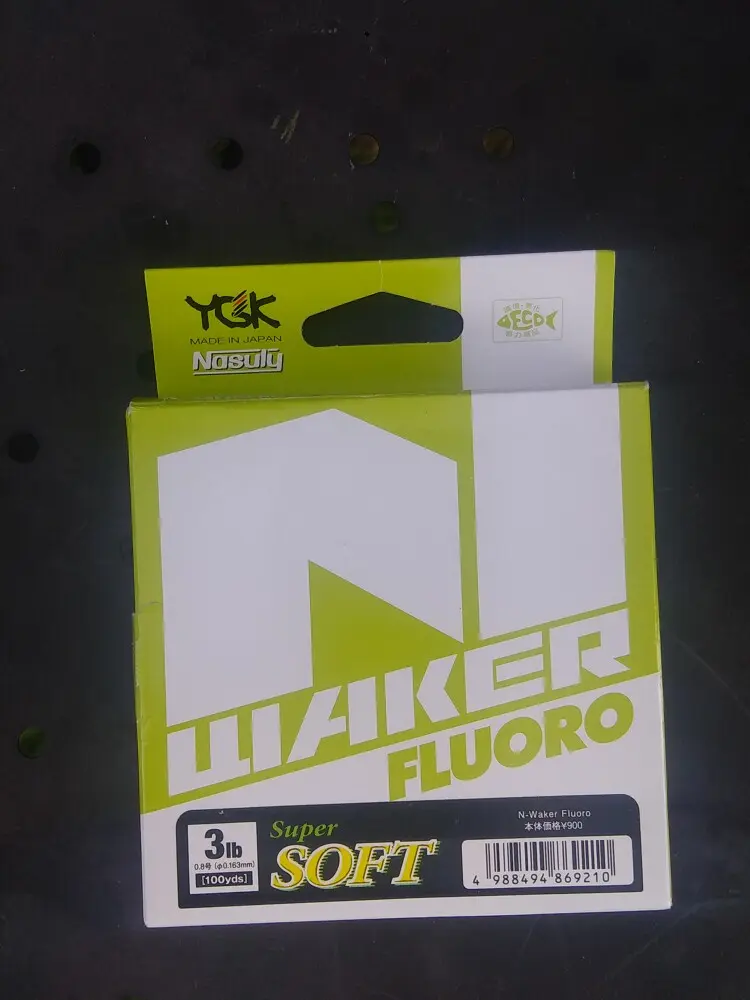 YGK
MADE IN JAPAN
Nasuly
ECO
N
WAKER
FLUORO
3lb
0.8号 (φ0.163mm)
[100yds]
Super
SOFT
N-Waker Fluoro
本体価格¥900
4 988494 869210